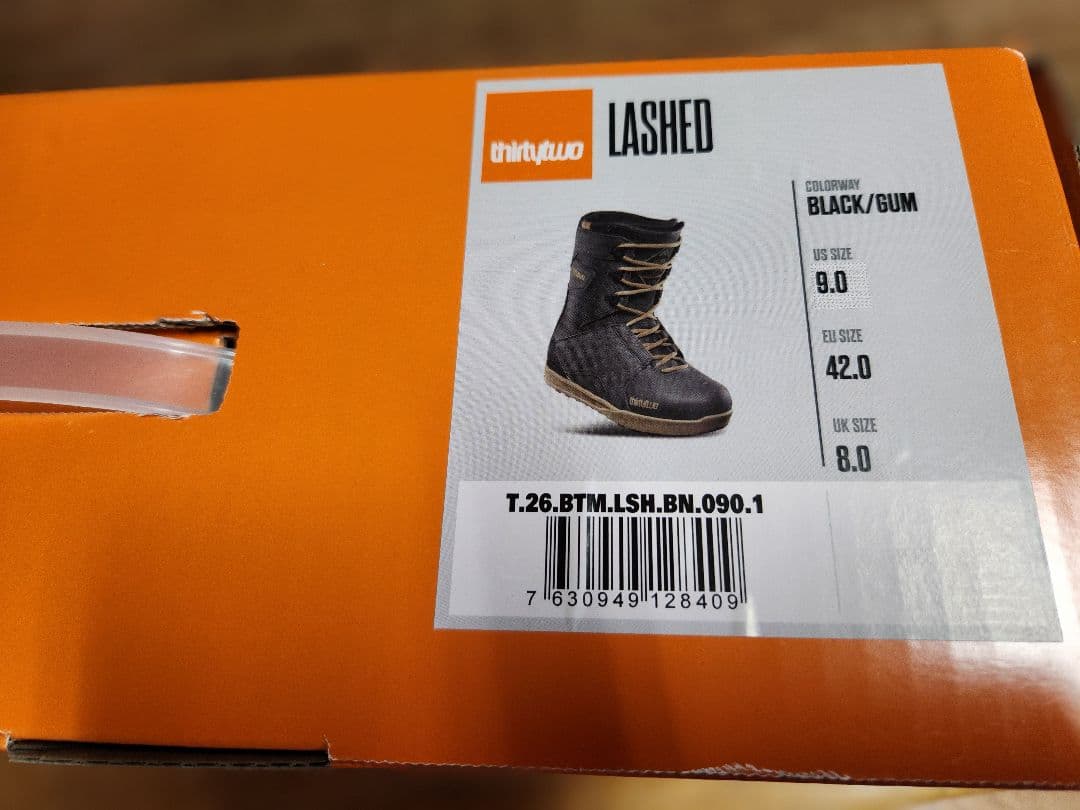 thirtytwo
LASHED
COLORWAY
BLACK/GUM
US SIZE
9.0
EU SIZE
42.0
UK SIZE
8.0
thirtytwo
T.26.BTM.LSH.BN.090.1
7 630949 128409